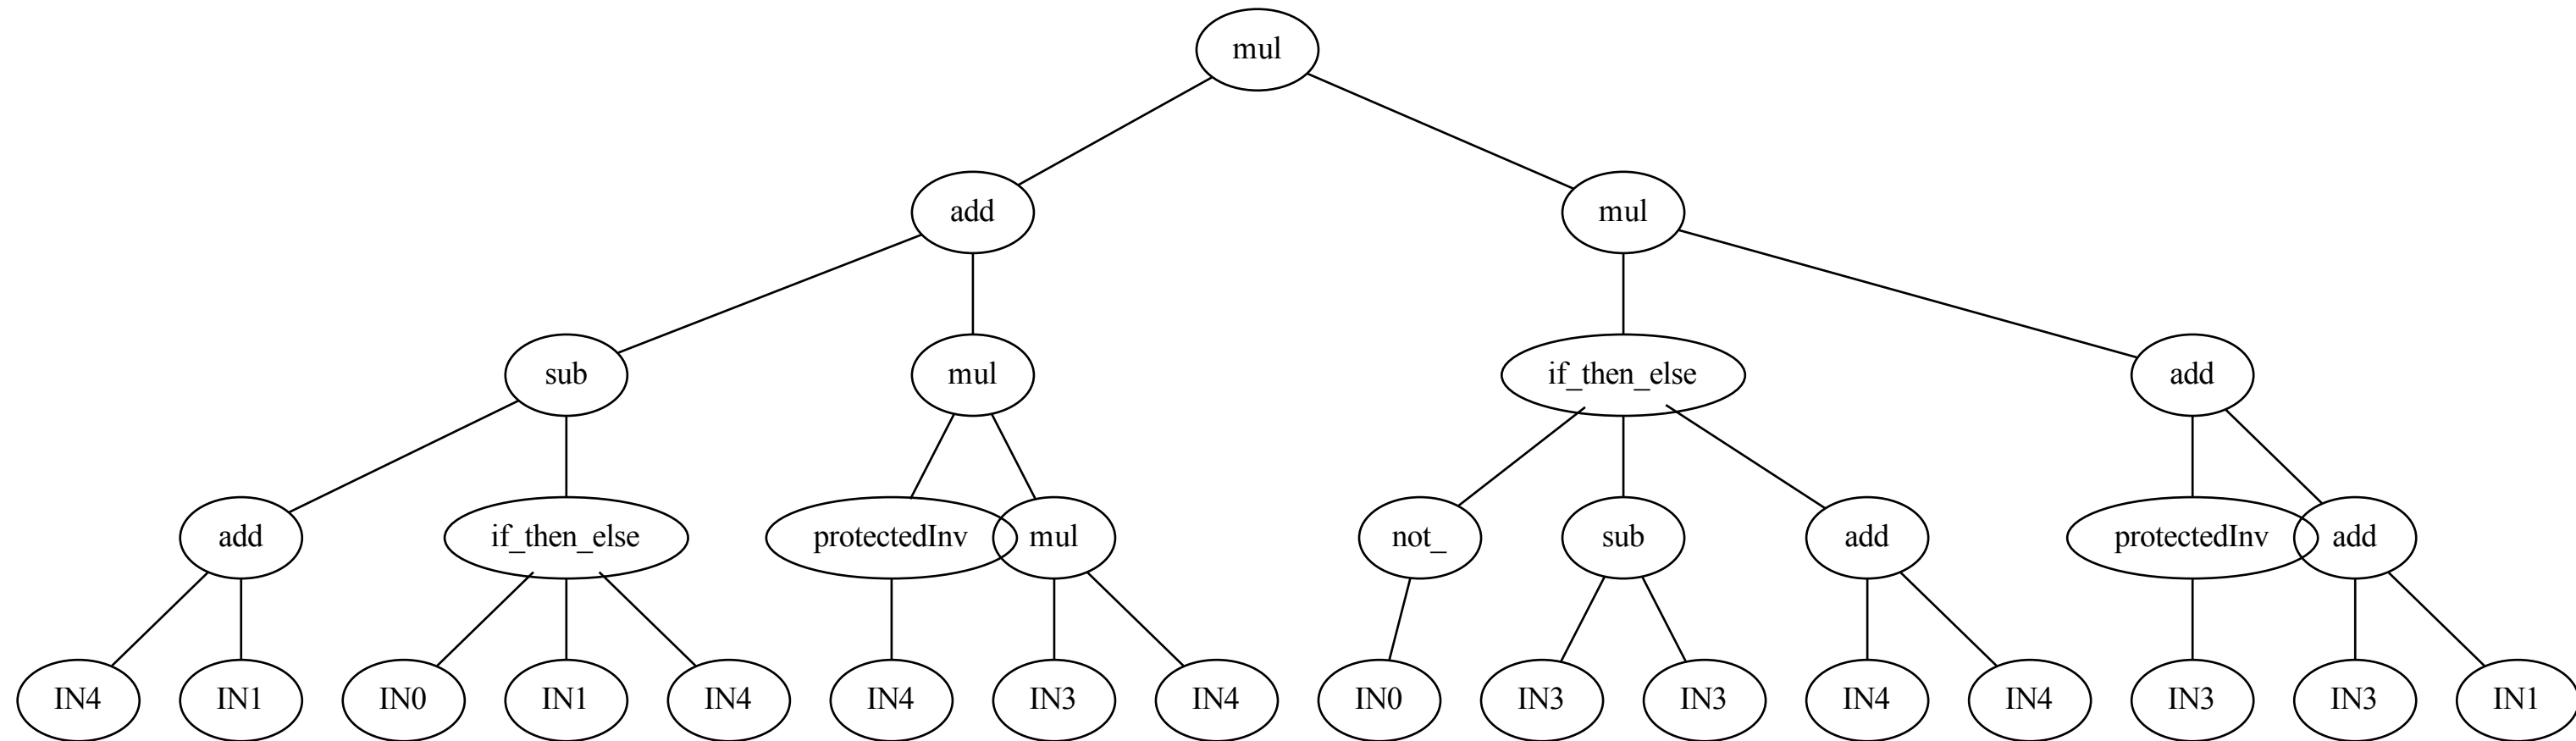 mul
add mul
sub mul if_then_else add
add if_then_else protectedInv mul not_ sub add protectedInv add
IN4 IN1 IN0 IN1 IN4 IN4 IN3 IN4 IN0 IN3 IN3 IN4 IN4 IN3 IN3 IN1